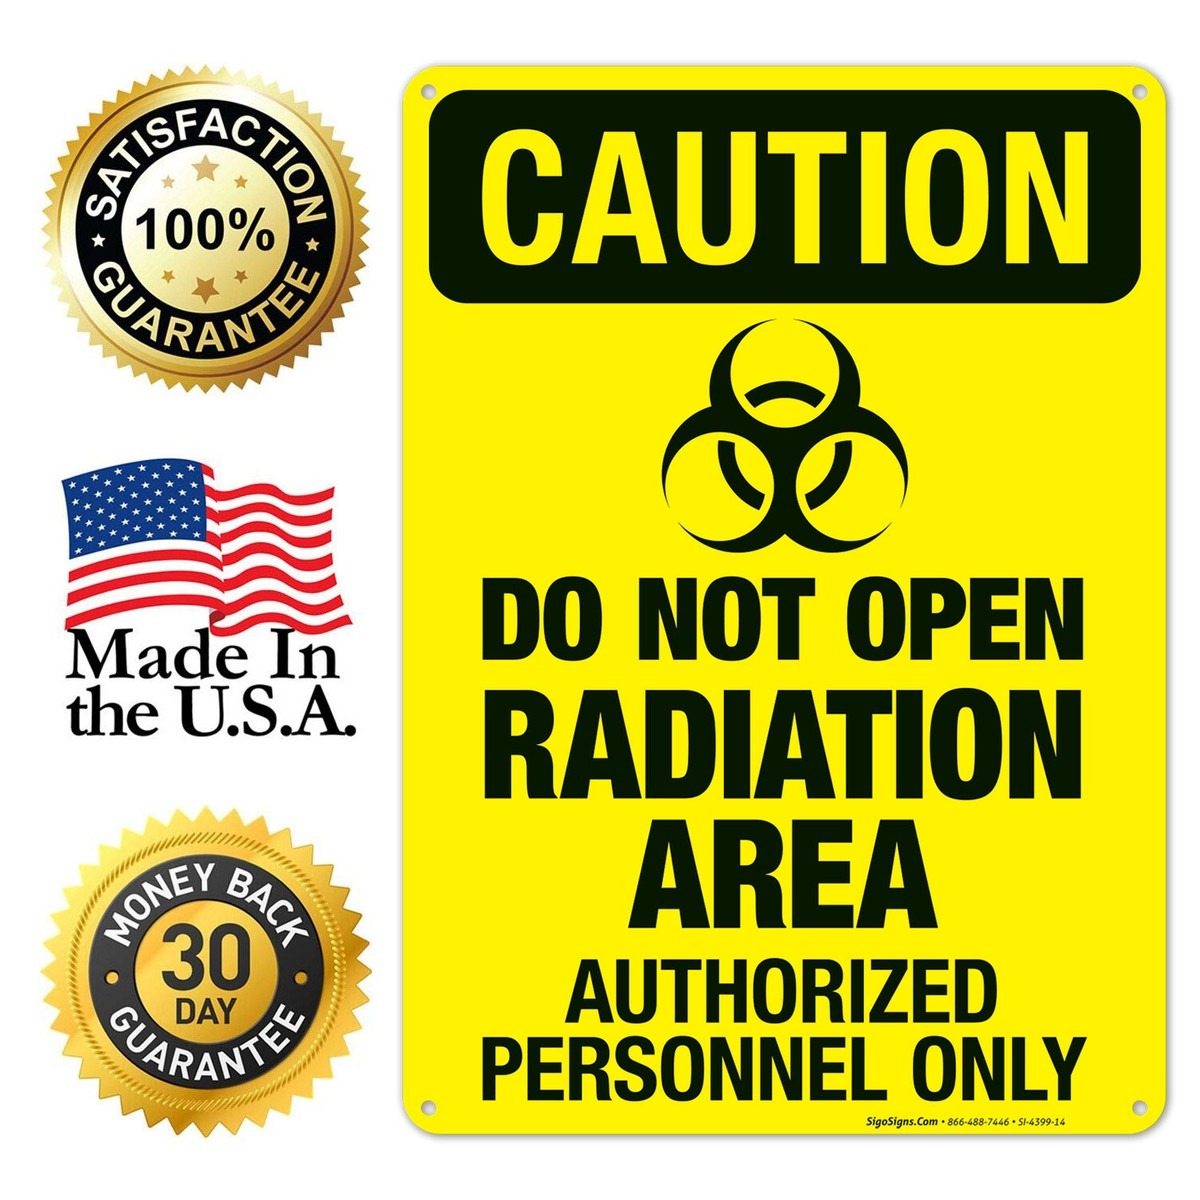 SATISFACTION
100%
GUARANTEE
Made In
the U.S.A.
MONEY BACK
30
DAY
GUARANTEE
CAUTION
DO NOT OPEN
RADIATION
AREA
AUTHORIZED
PERSONNEL ONLY
SigoSigns.Com • 866-488-7446 • SI-4399-14